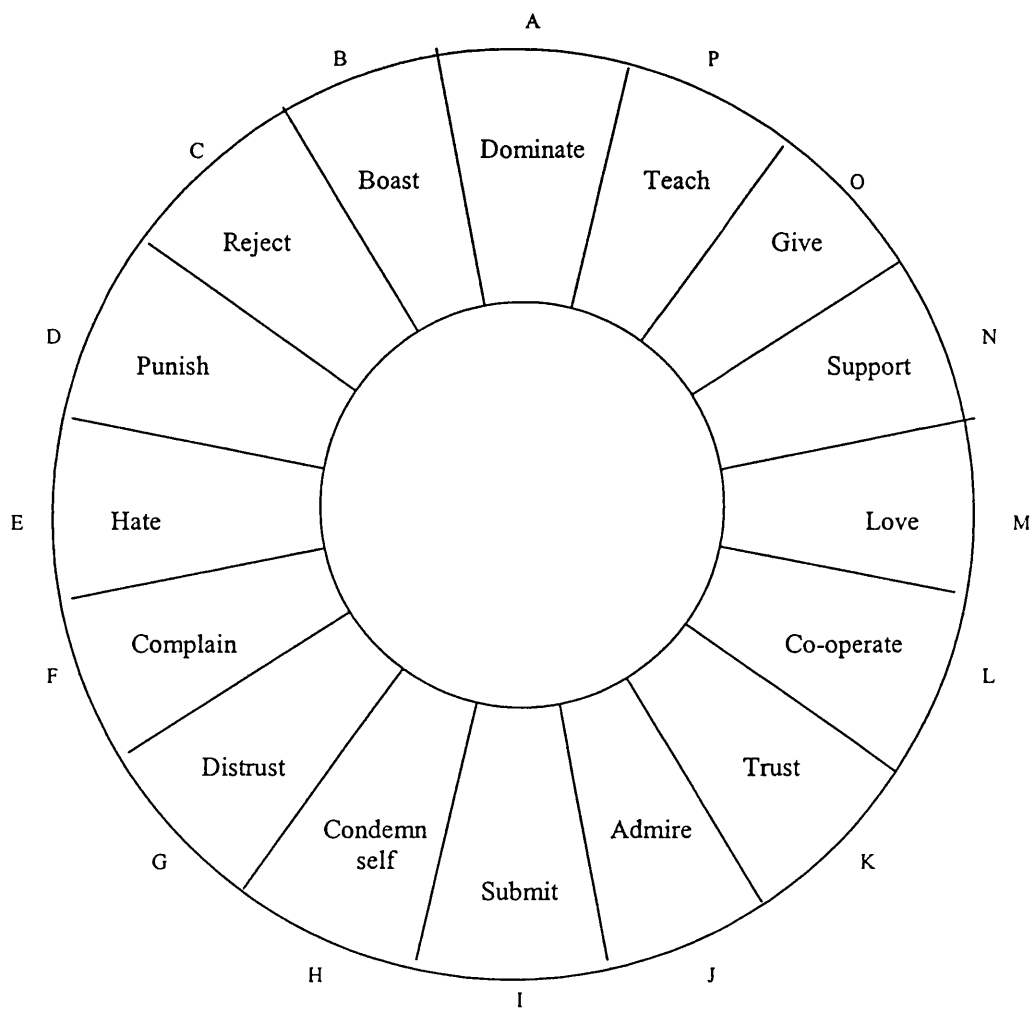 A
B
P
C
Dominate
Boast
Teach
O
Reject
Give
D
N
Punish
Support
E
Hate
Love
M
Complain
Co-operate
F
L
Distrust
Trust
Condemn
self
Admire
G
K
Submit
H
J
I